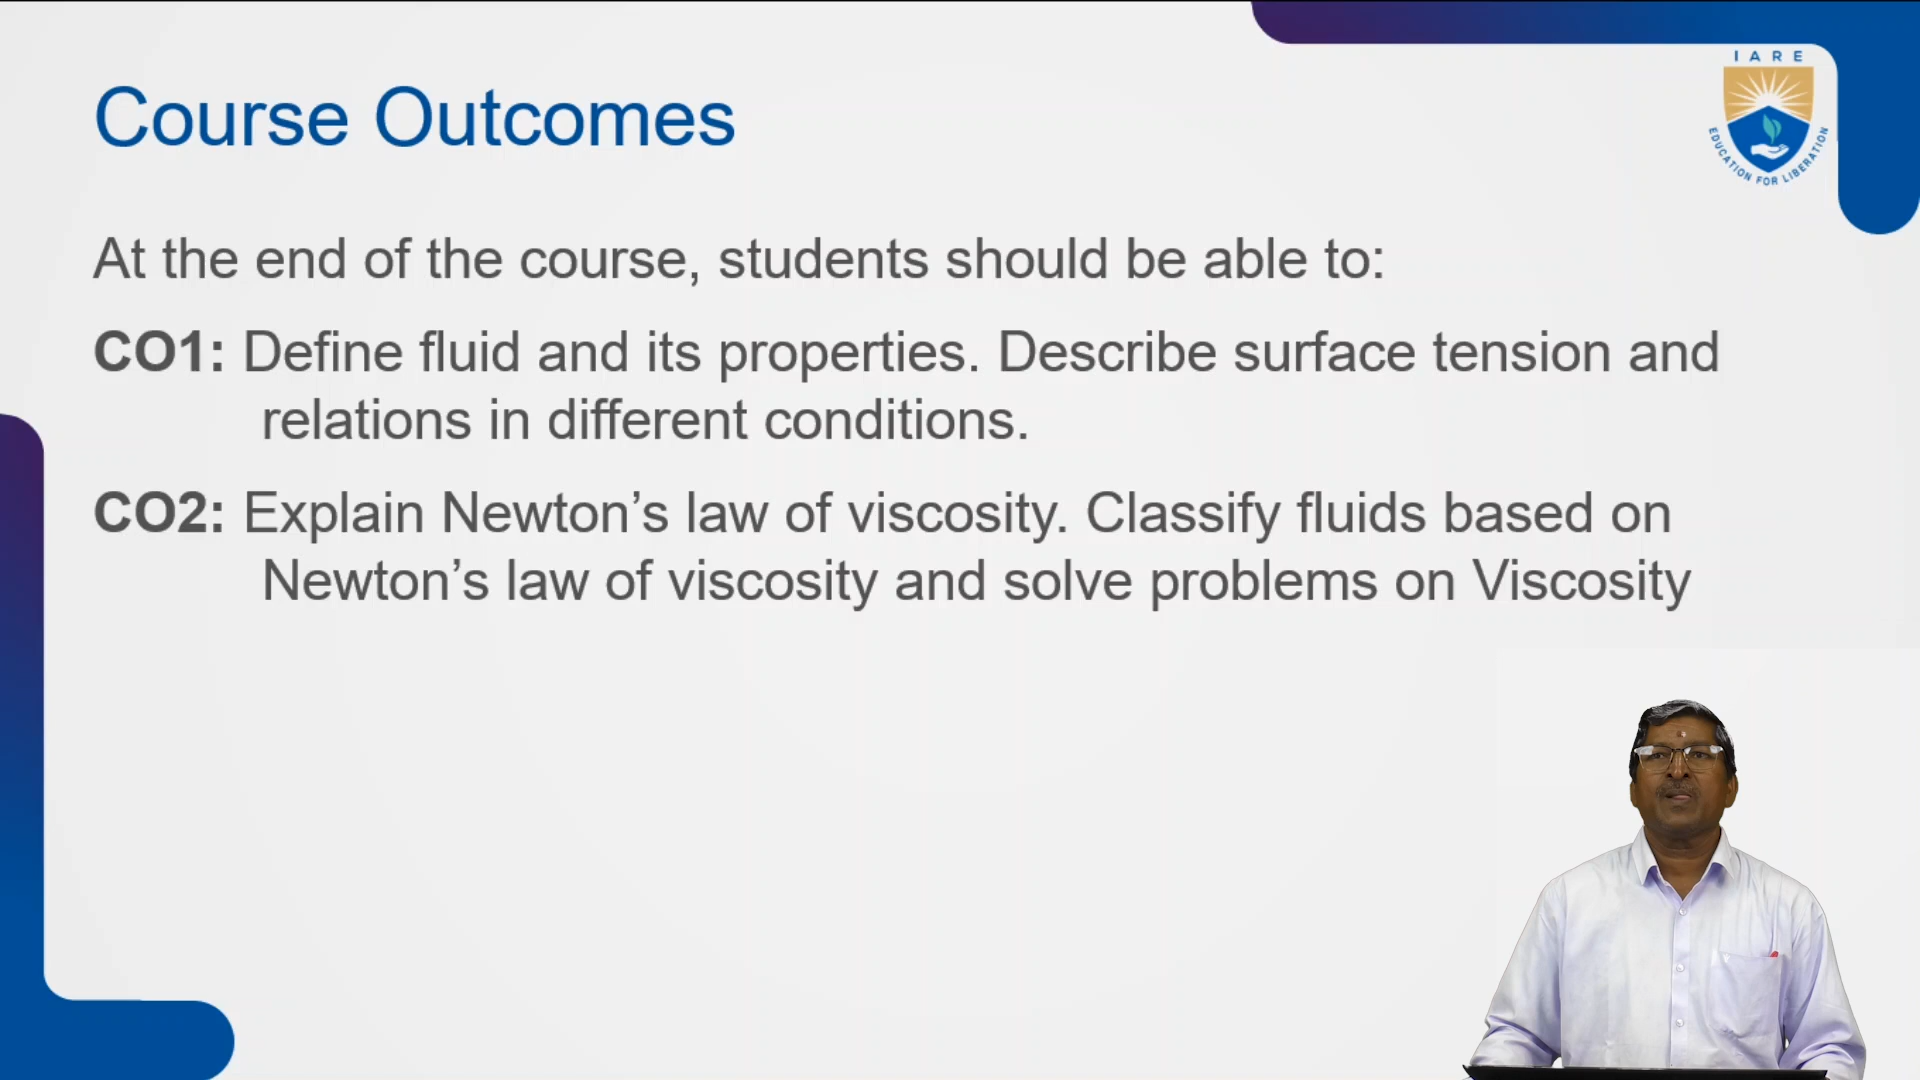 IARE
EDUCATION FOR LIBERATION
Course Outcomes
At the end of the course, students should be able to:
CO1: Define fluid and its properties. Describe surface tension and
relations in different conditions.
CO2: Explain Newton’s law of viscosity. Classify fluids based on
Newton’s law of viscosity and solve problems on Viscosity